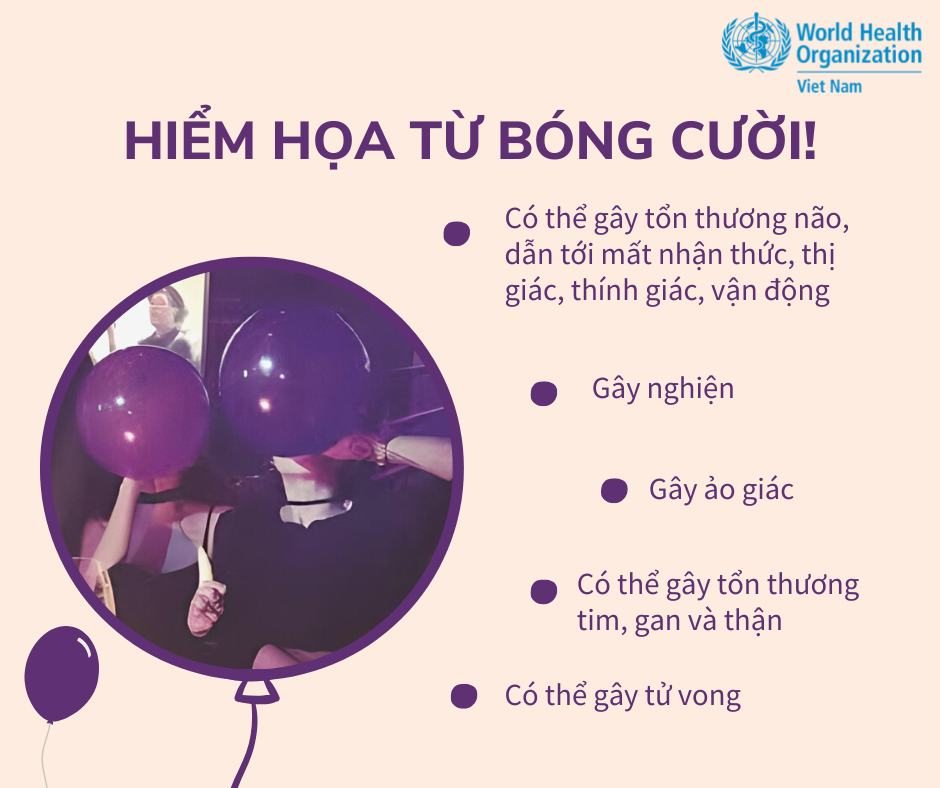 World Health
Organization
Viet Nam
HIỂM HỌA TỪ BÓNG CƯỜI!
Có thể gây tổn thương não,
dẫn tới mất nhận thức, thị
giác, thính giác, vận động
Gây nghiện
Gây ảo giác
Có thể gây tổn thương
tim, gan và thận
Có thể gây tử vong